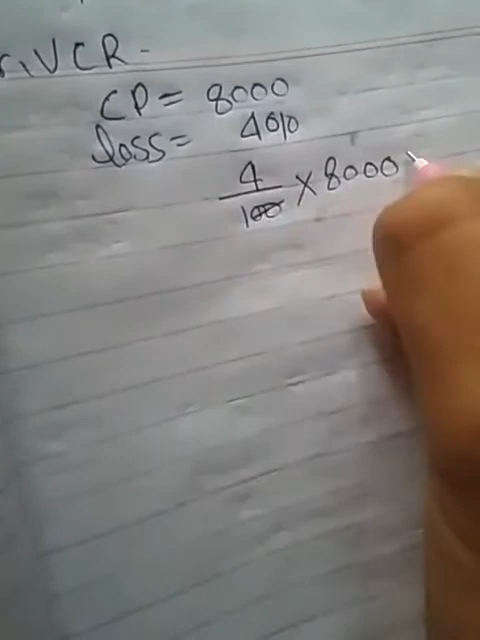 VCR -
CP = 8000
loss = 4%
4/100 × 8000